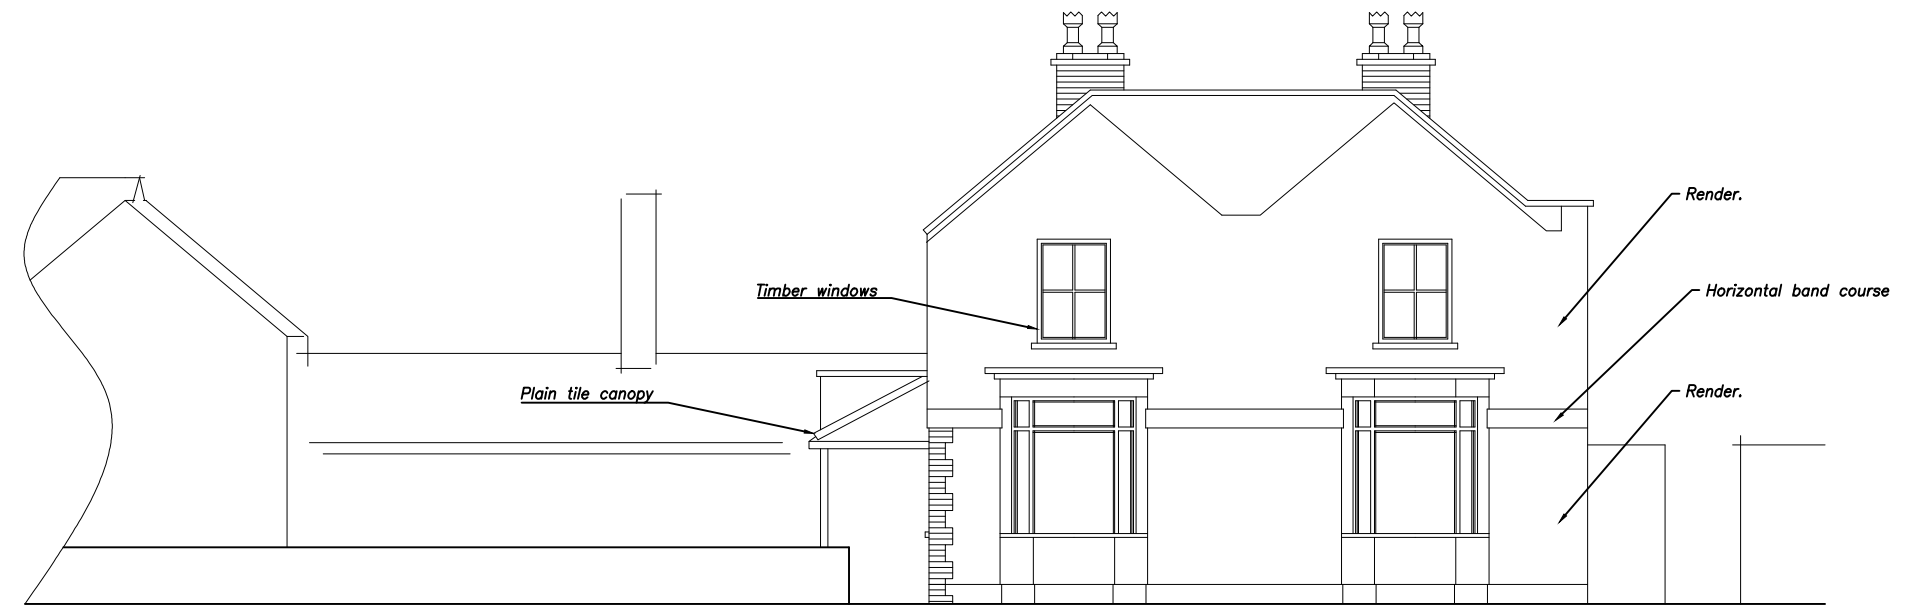 Render.
Timber windows
Horizontal band course
Plain tile canopy
Render.